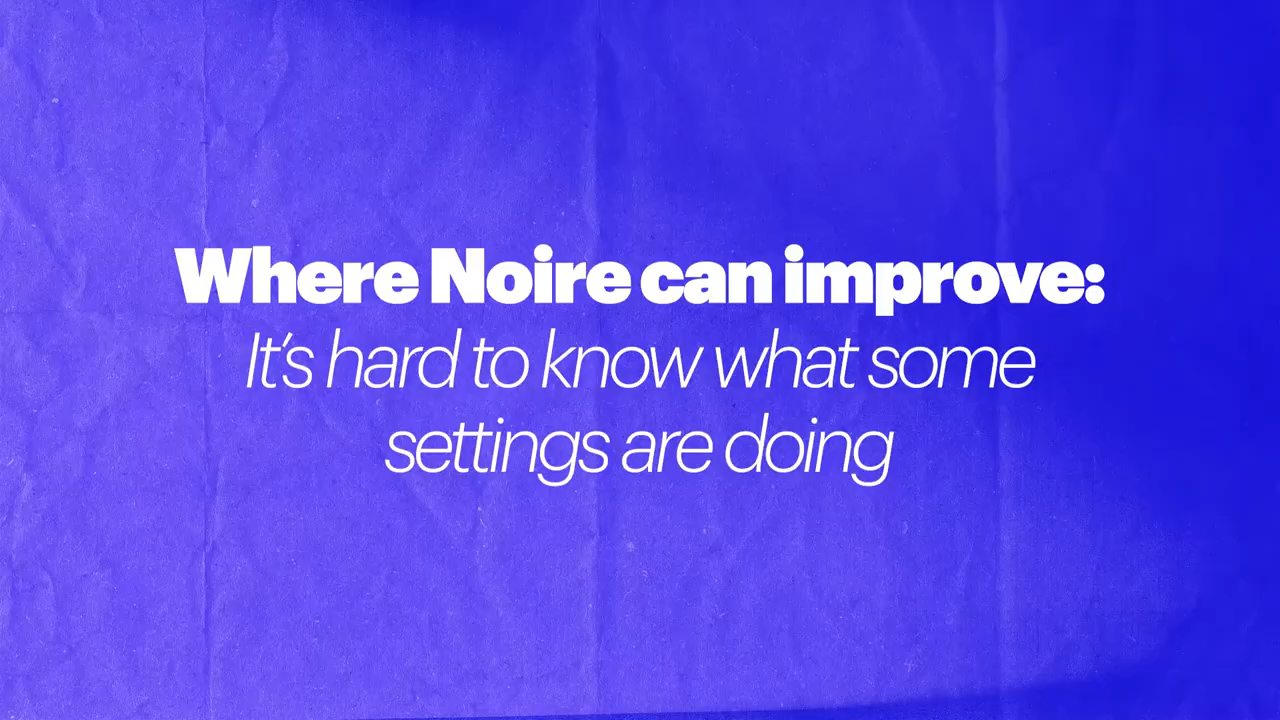 Where Noire can improve:
It's hard to know what some
settings are doing